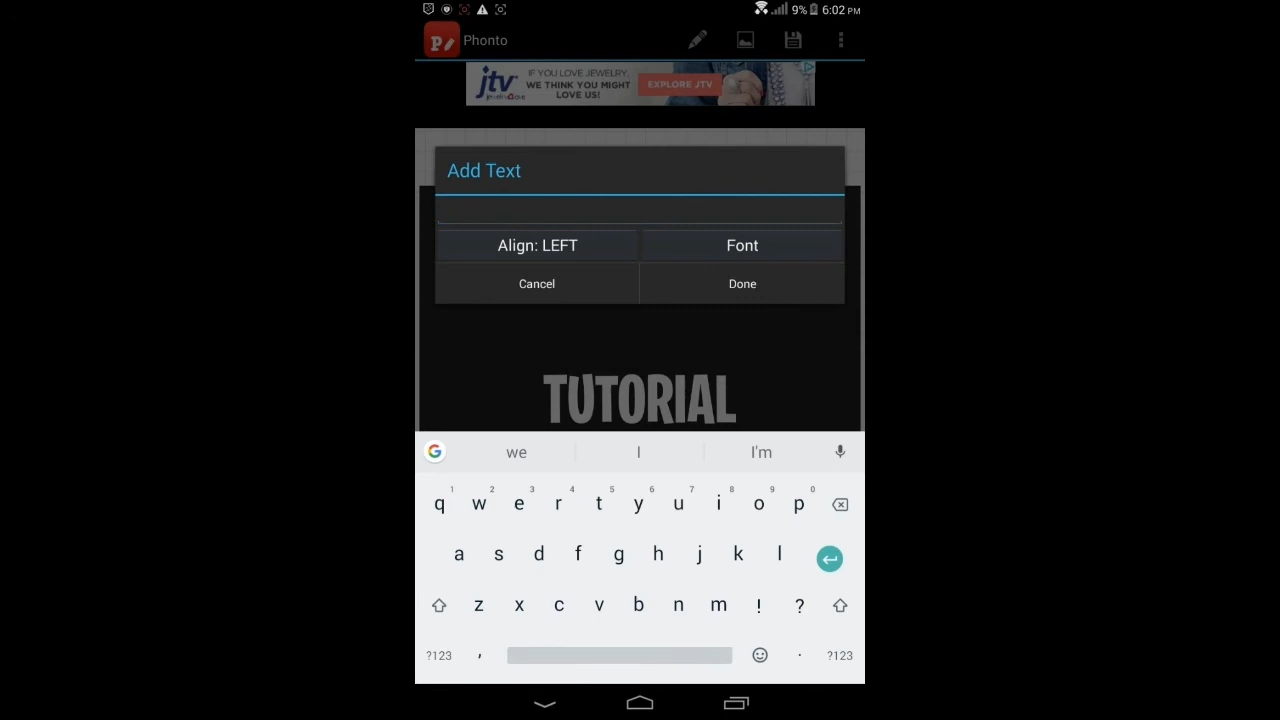 9% 6:02 PM
Phonto
jtv IF YOU LOVE JEWELRY,
WE THINK YOU MIGHT
LOVE US!
EXPLORE JTV
Add Text
Align: LEFT Font
Cancel Done
TUTORIAL
we I I'm
1 2 3 4 5 6 7 8 9 0
q w e r t y u i o p
a s d f g h j k l
z x c v b n m ! ?
?123 , . ?123